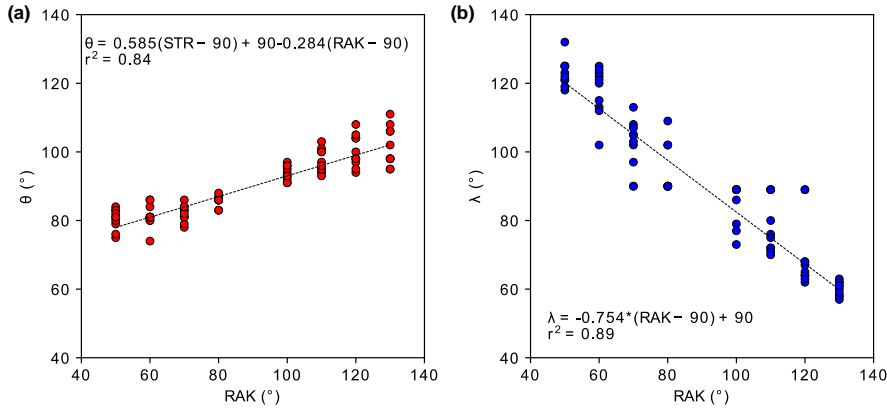 (a)
θ = 0.585(STR − 90) + 90-0.284(RAK − 90)
r² = 0.84
140
120
100
80
60
40
θ (°)
40 60 80 100 120 140
RAK (°)
(b)
140
120
100
80
60
40
λ (°)
λ = -0.754*(RAK − 90) + 90
r² = 0.89
40 60 80 100 120 140
RAK (°)